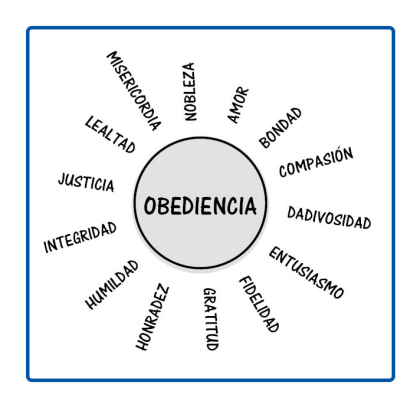 OBEDIENCIA
AMOR
BONDAD
COMPASIÓN
DADIVOSIDAD
ENTUSIASMO
FIDELIDAD
GRATITUD
HONRADEZ
HUMILDAD
INTEGRIDAD
JUSTICIA
LEALTAD
MISERICORDIA
NOBLEZA